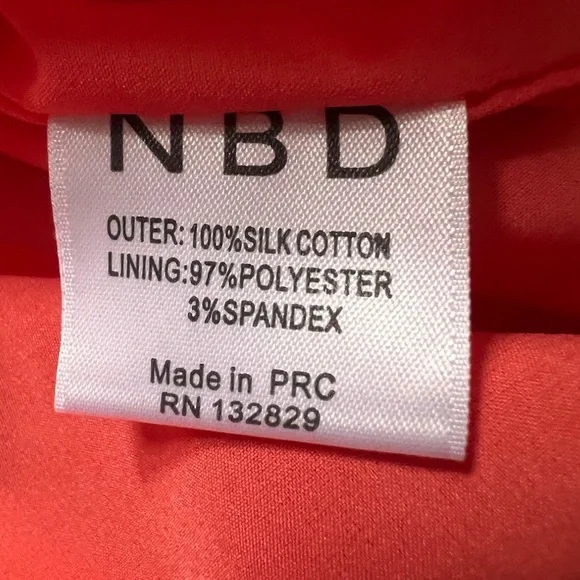 NBD
OUTER: 100%SILK COTTON
LINING:97%POLYESTER
3%SPANDEX
Made in PRC
RN 132829